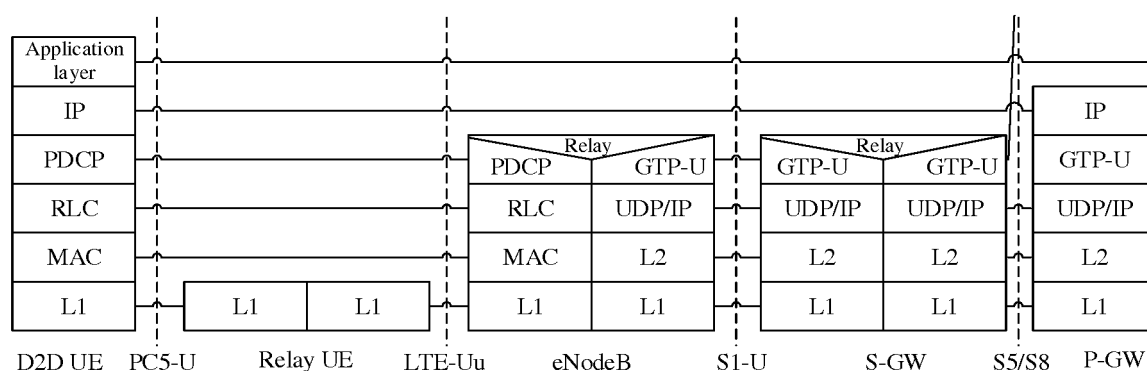 Application
layer
IP
IP
PDCP
Relay
PDCP
GTP-U
Relay
GTP-U
GTP-U
GTP-U
RLC
RLC
UDP/IP
UDP/IP
UDP/IP
UDP/IP
MAC
MAC
L2
L2
L2
L2
L1
L1
L1
L1
L1
L1
L1
L1
D2D UE
PC5-U
Relay UE
LTE-Uu
eNodeB
S1-U
S-GW
S5/S8
P-GW